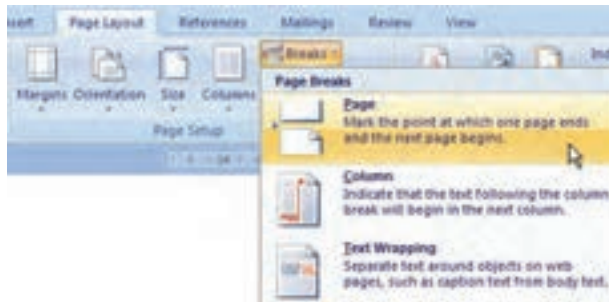 Insert Page Layout References Mailings Review View
Breaks
Margins Orientation Size Columns
Page Setup
Page Breaks
Page
Mark the point at which one page ends
and the next page begins.
Column
Indicate that the text following the column
break will begin in the next column.
Text Wrapping
Separate text around objects on web
pages, such as caption text from body text.